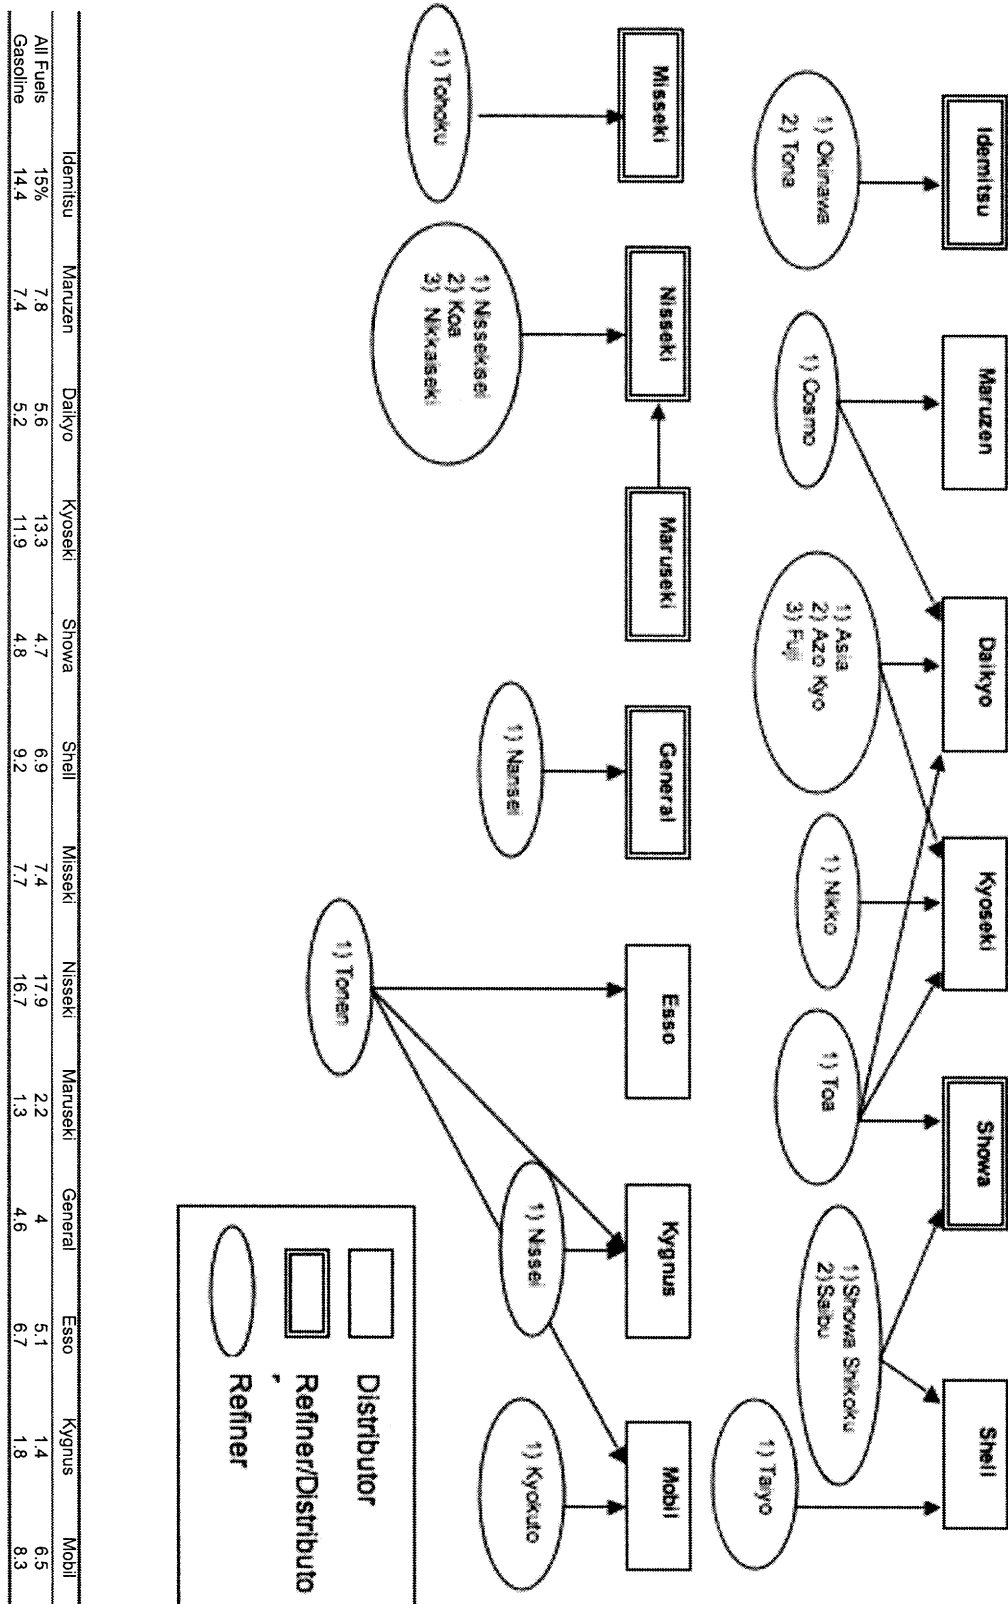 Idemitsu
Maruzen
Daikyo
Kyoseki
Showa
Shell
1) Okinawa
2) Tona
1) Cosmo
1) Asia
2) Azo Kyo
3) Fuji
1) Nikko
1) Toa
1)Showa Shikoku
2)Saibu
1) Taiyo
Misseki
Nisseki
Maruseki
General
Esso
Kygnus
Mobil
1) Tohoku
1) Nissekisei
2) Koa
3) Nikkaiseki
1) Nansei
1) Tonen
1) Nissei
1) Kyokuto
Distributor
Refiner/Distributo
r
Refiner
Idemitsu Maruzen Daikyo Kyoseki Showa Shell Misseki Nisseki Maruseki General Esso Kygnus Mobil
All Fuels 15% 7.8 5.6 13.3 4.7 6.9 7.4 17.9 2.2 4 5.1 1.4 6.5
Gasoline 14.4 7.4 5.2 11.9 4.8 9.2 7.7 16.7 1.3 4.6 6.7 1.8 8.3